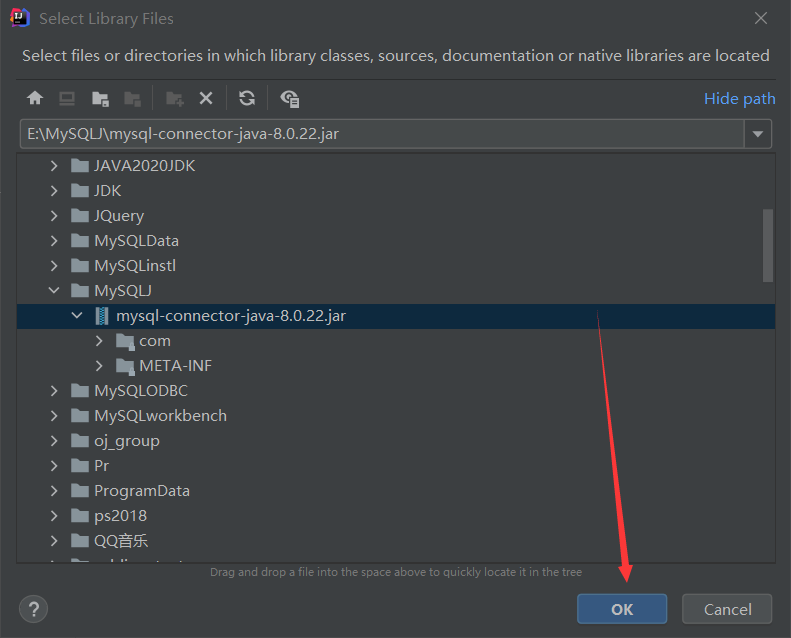 Select Library Files
Select files or directories in which library classes, sources, documentation or native libraries are located
Hide path
E:\MySQLJ\mysql-connector-java-8.0.22.jar
JAVA2020JDK
JDK
JQuery
MySQLData
MySQLinstl
MySQLJ
mysql-connector-java-8.0.22.jar
com
META-INF
MySQLODBC
MySQLworkbench
oj_group
Pr
ProgramData
ps2018
QQ音乐
Drag and drop a file into the space above to quickly locate it in the tree
? OK Cancel